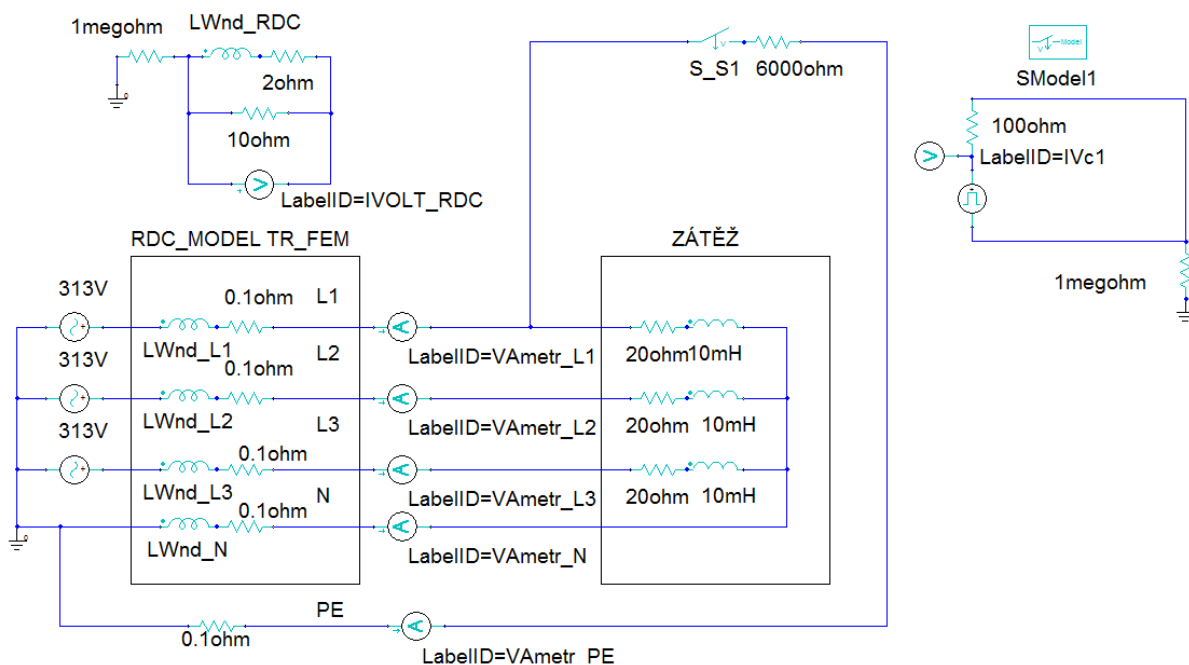 1megohm
LWnd_RDC
2ohm
10ohm
LabelID=IVOLT_RDC
S_S1
6000ohm
Model
SModel1
100ohm
LabelID=IVc1
1megohm
RDC_MODEL TR_FEM
ZÁTĚŽ
313V
0.1ohm
L1
LWnd_L1
LabelID=VAmetr_L1
20ohm
10mH
313V
0.1ohm
L2
LWnd_L2
LabelID=VAmetr_L2
20ohm
10mH
313V
0.1ohm
L3
LWnd_L3
LabelID=VAmetr_L3
20ohm
10mH
0.1ohm
N
LWnd_N
LabelID=VAmetr_N
PE
0.1ohm
LabelID=VAmetr_PE